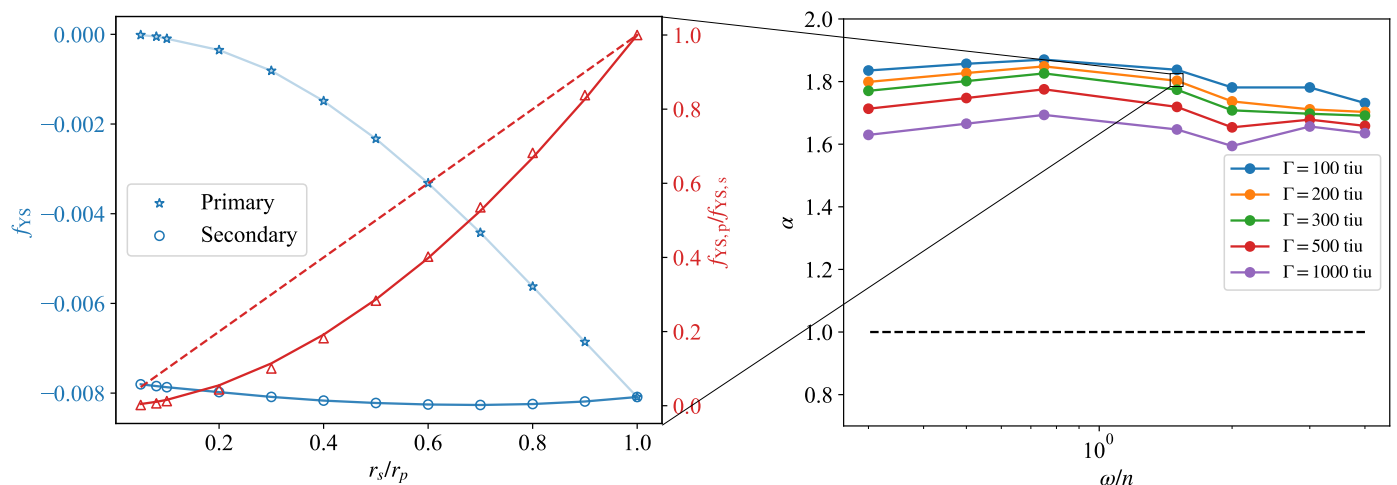 0.000
−0.002
−0.004
−0.006
−0.008
f_YS
Primary
Secondary
0.2
0.4
0.6
0.8
1.0
r_s/r_p
1.0
0.8
0.6
0.4
0.2
0.0
f_YS,p/f_YS,s
2.0
1.8
1.6
1.4
1.2
1.0
0.8
α
Γ = 100 tiu
Γ = 200 tiu
Γ = 300 tiu
Γ = 500 tiu
Γ = 1000 tiu
10^0
ω/n